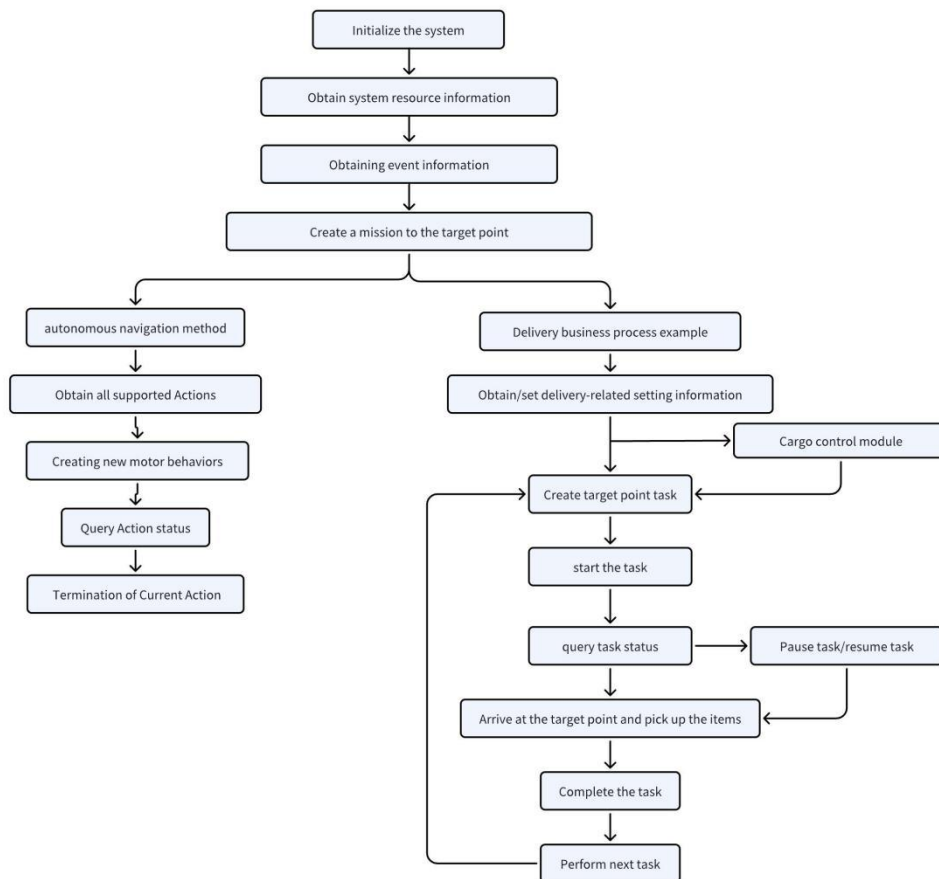 Initialize the system
Obtain system resource information
Obtaining event information
Create a mission to the target point
autonomous navigation method
Obtain all supported Actions
Creating new motor behaviors
Query Action status
Termination of Current Action
Delivery business process example
Obtain/set delivery-related setting information
Cargo control module
Create target point task
start the task
query task status
Pause task/resume task
Arrive at the target point and pick up the items
Complete the task
Perform next task